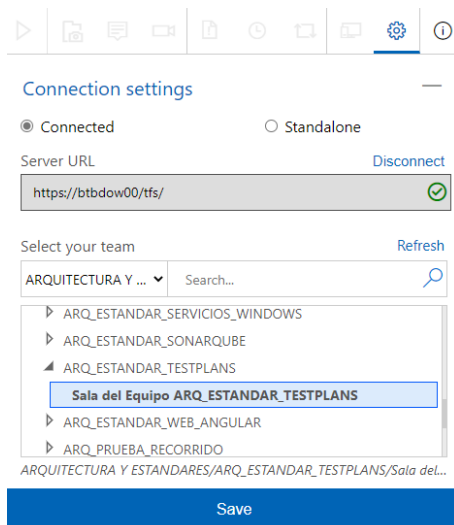 Connection settings
Connected Standalone
Server URL Disconnect
https://btbdow00/tfs/
Select your team Refresh
ARQUITECTURA Y ... Search...
ARQ_ESTANDAR_SERVICIOS_WINDOWS
ARQ_ESTANDAR_SONARQUBE
ARQ_ESTANDAR_TESTPLANS
Sala del Equipo ARQ_ESTANDAR_TESTPLANS
ARQ_ESTANDAR_WEB_ANGULAR
ARQ_PRUEBA_RECORRIDO
ARQUITECTURA Y ESTANDARES/ARQ_ESTANDAR_TESTPLANS/Sala del...
Save